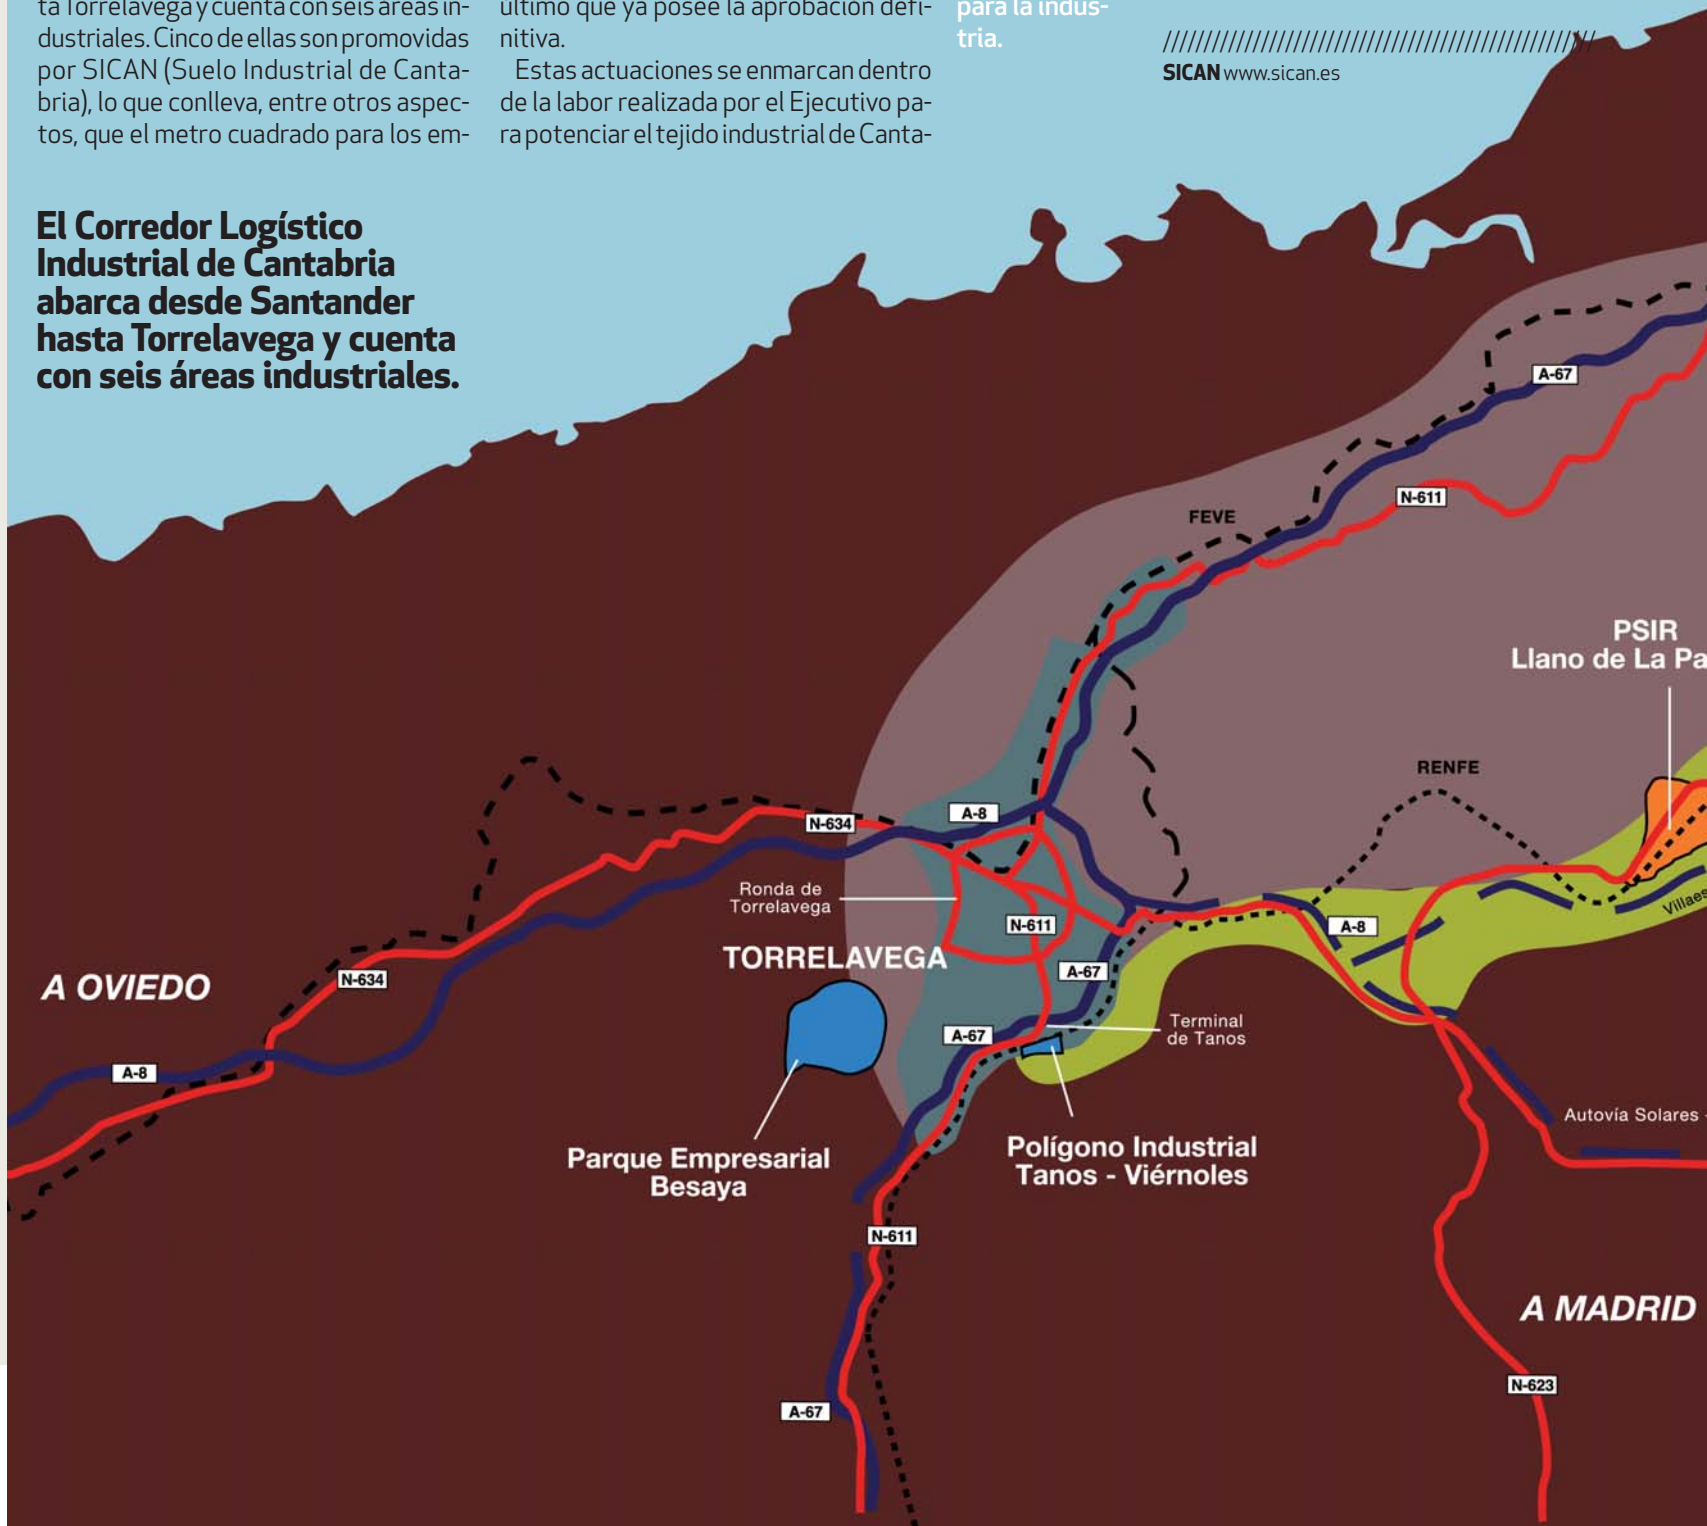 ta Torrelavega y cuenta con seis áreas in-
dustriales. Cinco de ellas son promovidas
por SICAN (Suelo Industrial de Canta-
bria), lo que conlleva, entre otros aspec-
tos, que el metro cuadrado para los em-
último que ya posee la aprobación defi-
nitiva.
Estas actuaciones se enmarcan dentro
de la labor realizada por el Ejecutivo pa-
ra potenciar el tejido industrial de Canta-
para la indus-
tria.
//////////////////////////////////////////////////////
SICAN www.sican.es
El Corredor Logístico
Industrial de Cantabria
abarca desde Santander
hasta Torrelavega y cuenta
con seis áreas industriales.
A-67
N-611
FEVE
PSIR
Llano de La Pa
RENFE
A-8
N-634
Ronda de
Torrelavega
Villaes
N-611
A-8
TORRELAVEGA
A-67
N-634
A OVIEDO
Terminal
de Tanos
A-67
A-8
Autovía Solares -
Polígono Industrial
Tanos - Viérnoles
Parque Empresarial
Besaya
N-611
A MADRID
N-623
A-67